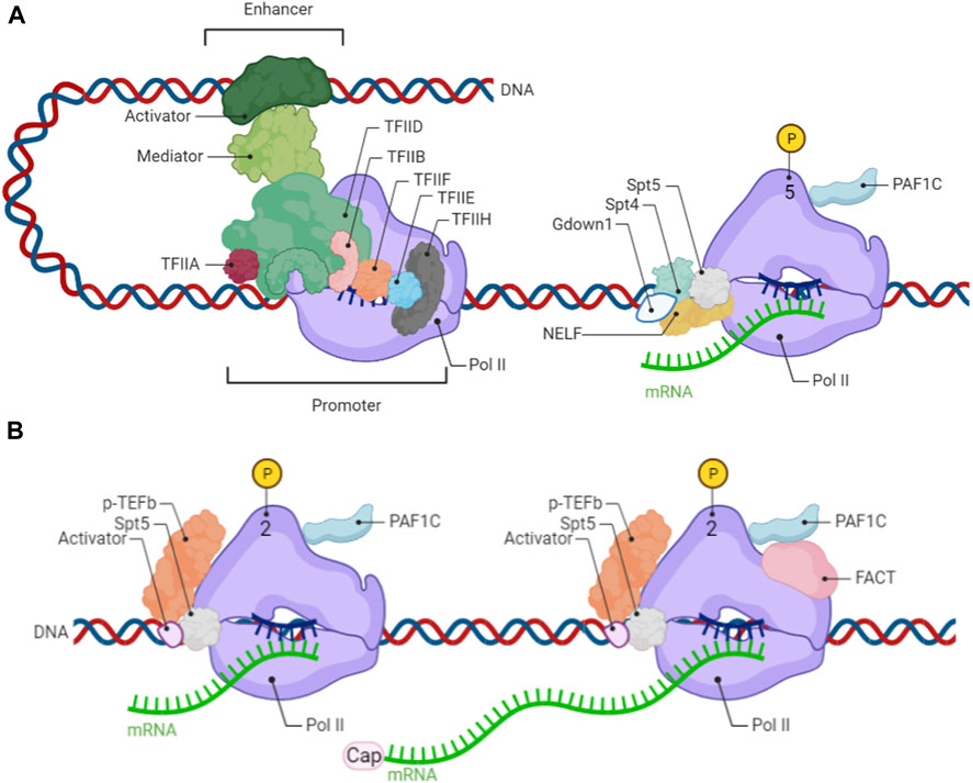 A
Enhancer
DNA
Activator
Mediator
TFIID
TFIIB
TFIIF
TFIIE
TFIIH
TFIIA
Pol II
Promoter
P
5
PAF1C
Spt5
Spt4
Gdown1
NELF
mRNA
Pol II
B
P
2
p-TEFb
Spt5
Activator
PAF1C
DNA
mRNA
Pol II
P
2
p-TEFb
Spt5
Activator
PAF1C
FACT
Pol II
Cap
mRNA